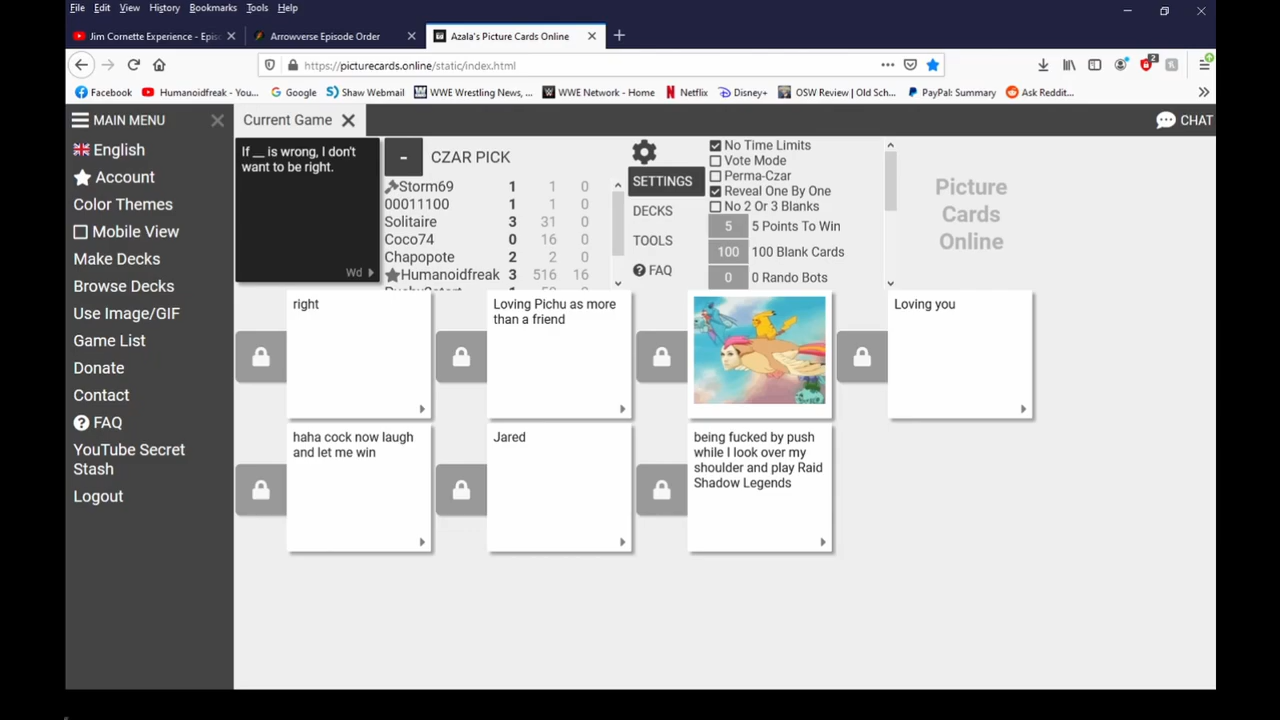 File Edit View History Bookmarks Tools Help
Jim Cornette Experience - Epis
Arrowverse Episode Order
Azala's Picture Cards Online
https://picturecards.online/static/index.html
2
Facebook Humanoidfreak - You... Google Shaw Webmail WWE Wrestling News, ... WWE Network - Home Netflix Disney+ OSW Review | Old Sch... PayPal: Summary Ask Reddit...
MAIN MENU
Current Game
CHAT
English
Account
Color Themes
Mobile View
Make Decks
Browse Decks
Use Image/GIF
Game List
Donate
Contact
FAQ
YouTube Secret
Stash
Logout
If __ is wrong, I don't
want to be right.
Wd
- CZAR PICK
Storm69 1 1 0
00011100 1 1 0
Solitaire 3 31 0
Coco74 0 16 0
Chapopote 2 2 0
Humanoidfreak 3 516 16
SETTINGS
DECKS
TOOLS
FAQ
No Time Limits
Vote Mode
Perma-Czar
Reveal One By One
No 2 Or 3 Blanks
5 5 Points To Win
100 100 Blank Cards
0 0 Rando Bots
Picture
Cards
Online
right
Loving Pichu as more
than a friend
Loving you
haha cock now laugh
and let me win
Jared
being fucked by push
while I look over my
shoulder and play Raid
Shadow Legends